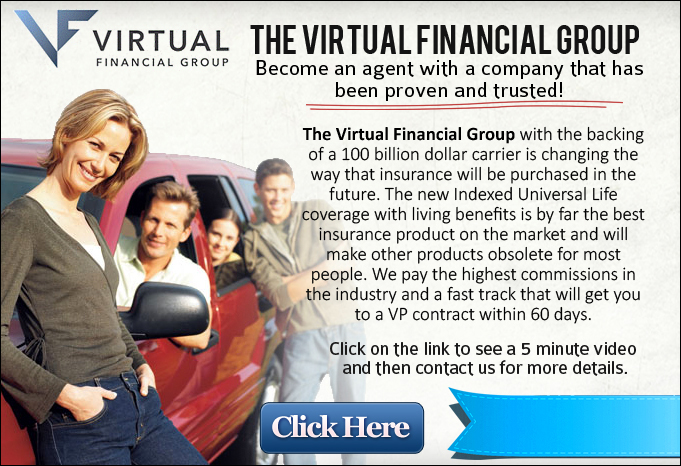 VF VIRTUAL
FINANCIAL GROUP
THE VIRTUAL FINANCIAL GROUP
Become an agent with a company that has
been proven and trusted!
The Virtual Financial Group with the backing
of a 100 billion dollar carrier is changing the
way that insurance will be purchased in the
future. The new Indexed Universal Life
coverage with living benefits is by far the best
insurance product on the market and will
make other products obsolete for most
people. We pay the highest commissions in
the industry and a fast track that will get you
to a VP contract within 60 days.
Click on the link to see a 5 minute video
and then contact us for more details.
Click Here